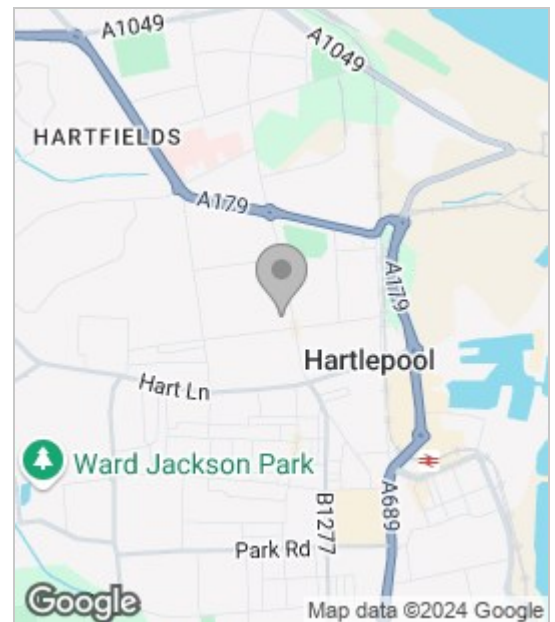 A1049
A1049
HARTFIELDS
A179
A179
Hartlepool
Hart Ln
Ward Jackson Park
B1277
A689
Park Rd
Google
Map data ©2024 Google